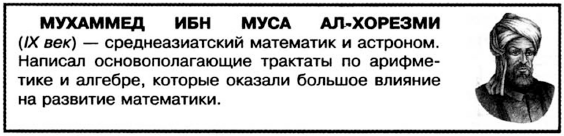 МУХАММЕД ИБН МУСА АЛ-ХОРЕЗМИ
(IX век) — среднеазиатский математик и астроном.
Написал основополагающие трактаты по арифме-
тике и алгебре, которые оказали большое влияние
на развитие математики.